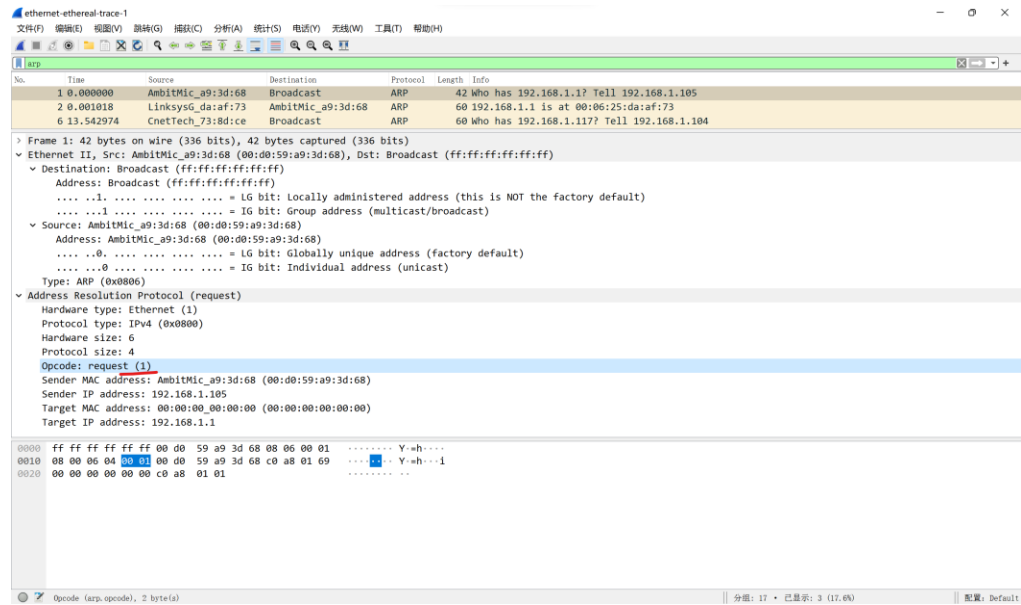 ethernet-ethereal-trace-1
文件(F) 编辑(E) 视图(V) 跳转(G) 捕获(C) 分析(A) 统计(S) 电话(Y) 无线(W) 工具(T) 帮助(H)
arp
No. Time Source Destination Protocol Length Info
1 0.000000 AmbitMic_a9:3d:68 Broadcast ARP 42 Who has 192.168.1.1? Tell 192.168.1.105
2 0.001018 LinksysG_da:af:73 AmbitMic_a9:3d:68 ARP 60 192.168.1.1 is at 00:06:25:da:af:73
6 13.542974 CnetTech_73:8d:ce Broadcast ARP 60 Who has 192.168.1.117? Tell 192.168.1.104
Frame 1: 42 bytes on wire (336 bits), 42 bytes captured (336 bits)
Ethernet II, Src: AmbitMic_a9:3d:68 (00:d0:59:a9:3d:68), Dst: Broadcast (ff:ff:ff:ff:ff:ff)
Destination: Broadcast (ff:ff:ff:ff:ff:ff)
Address: Broadcast (ff:ff:ff:ff:ff:ff)
.... ..1. .... .... .... .... = LG bit: Locally administered address (this is NOT the factory default)
.... ...1 .... .... .... .... = IG bit: Group address (multicast/broadcast)
Source: AmbitMic_a9:3d:68 (00:d0:59:a9:3d:68)
Address: AmbitMic_a9:3d:68 (00:d0:59:a9:3d:68)
.... ..0. .... .... .... .... = LG bit: Globally unique address (factory default)
.... ...0 .... .... .... .... = IG bit: Individual address (unicast)
Type: ARP (0x0806)
Address Resolution Protocol (request)
Hardware type: Ethernet (1)
Protocol type: IPv4 (0x0800)
Hardware size: 6
Protocol size: 4
Opcode: request (1)
Sender MAC address: AmbitMic_a9:3d:68 (00:d0:59:a9:3d:68)
Sender IP address: 192.168.1.105
Target MAC address: 00:00:00_00:00:00 (00:00:00:00:00:00)
Target IP address: 192.168.1.1
0000 ff ff ff ff ff ff 00 d0 59 a9 3d 68 08 06 00 01 ········ Y·=h····
0010 08 00 06 04 00 01 00 d0 59 a9 3d 68 c0 a8 01 69 ········ Y·=h···i
0020 00 00 00 00 00 00 c0 a8 01 01 ········ ··
Opcode (arp.opcode), 2 byte(s) 分组: 17 · 已显示: 3 (17.6%) 配置: Default